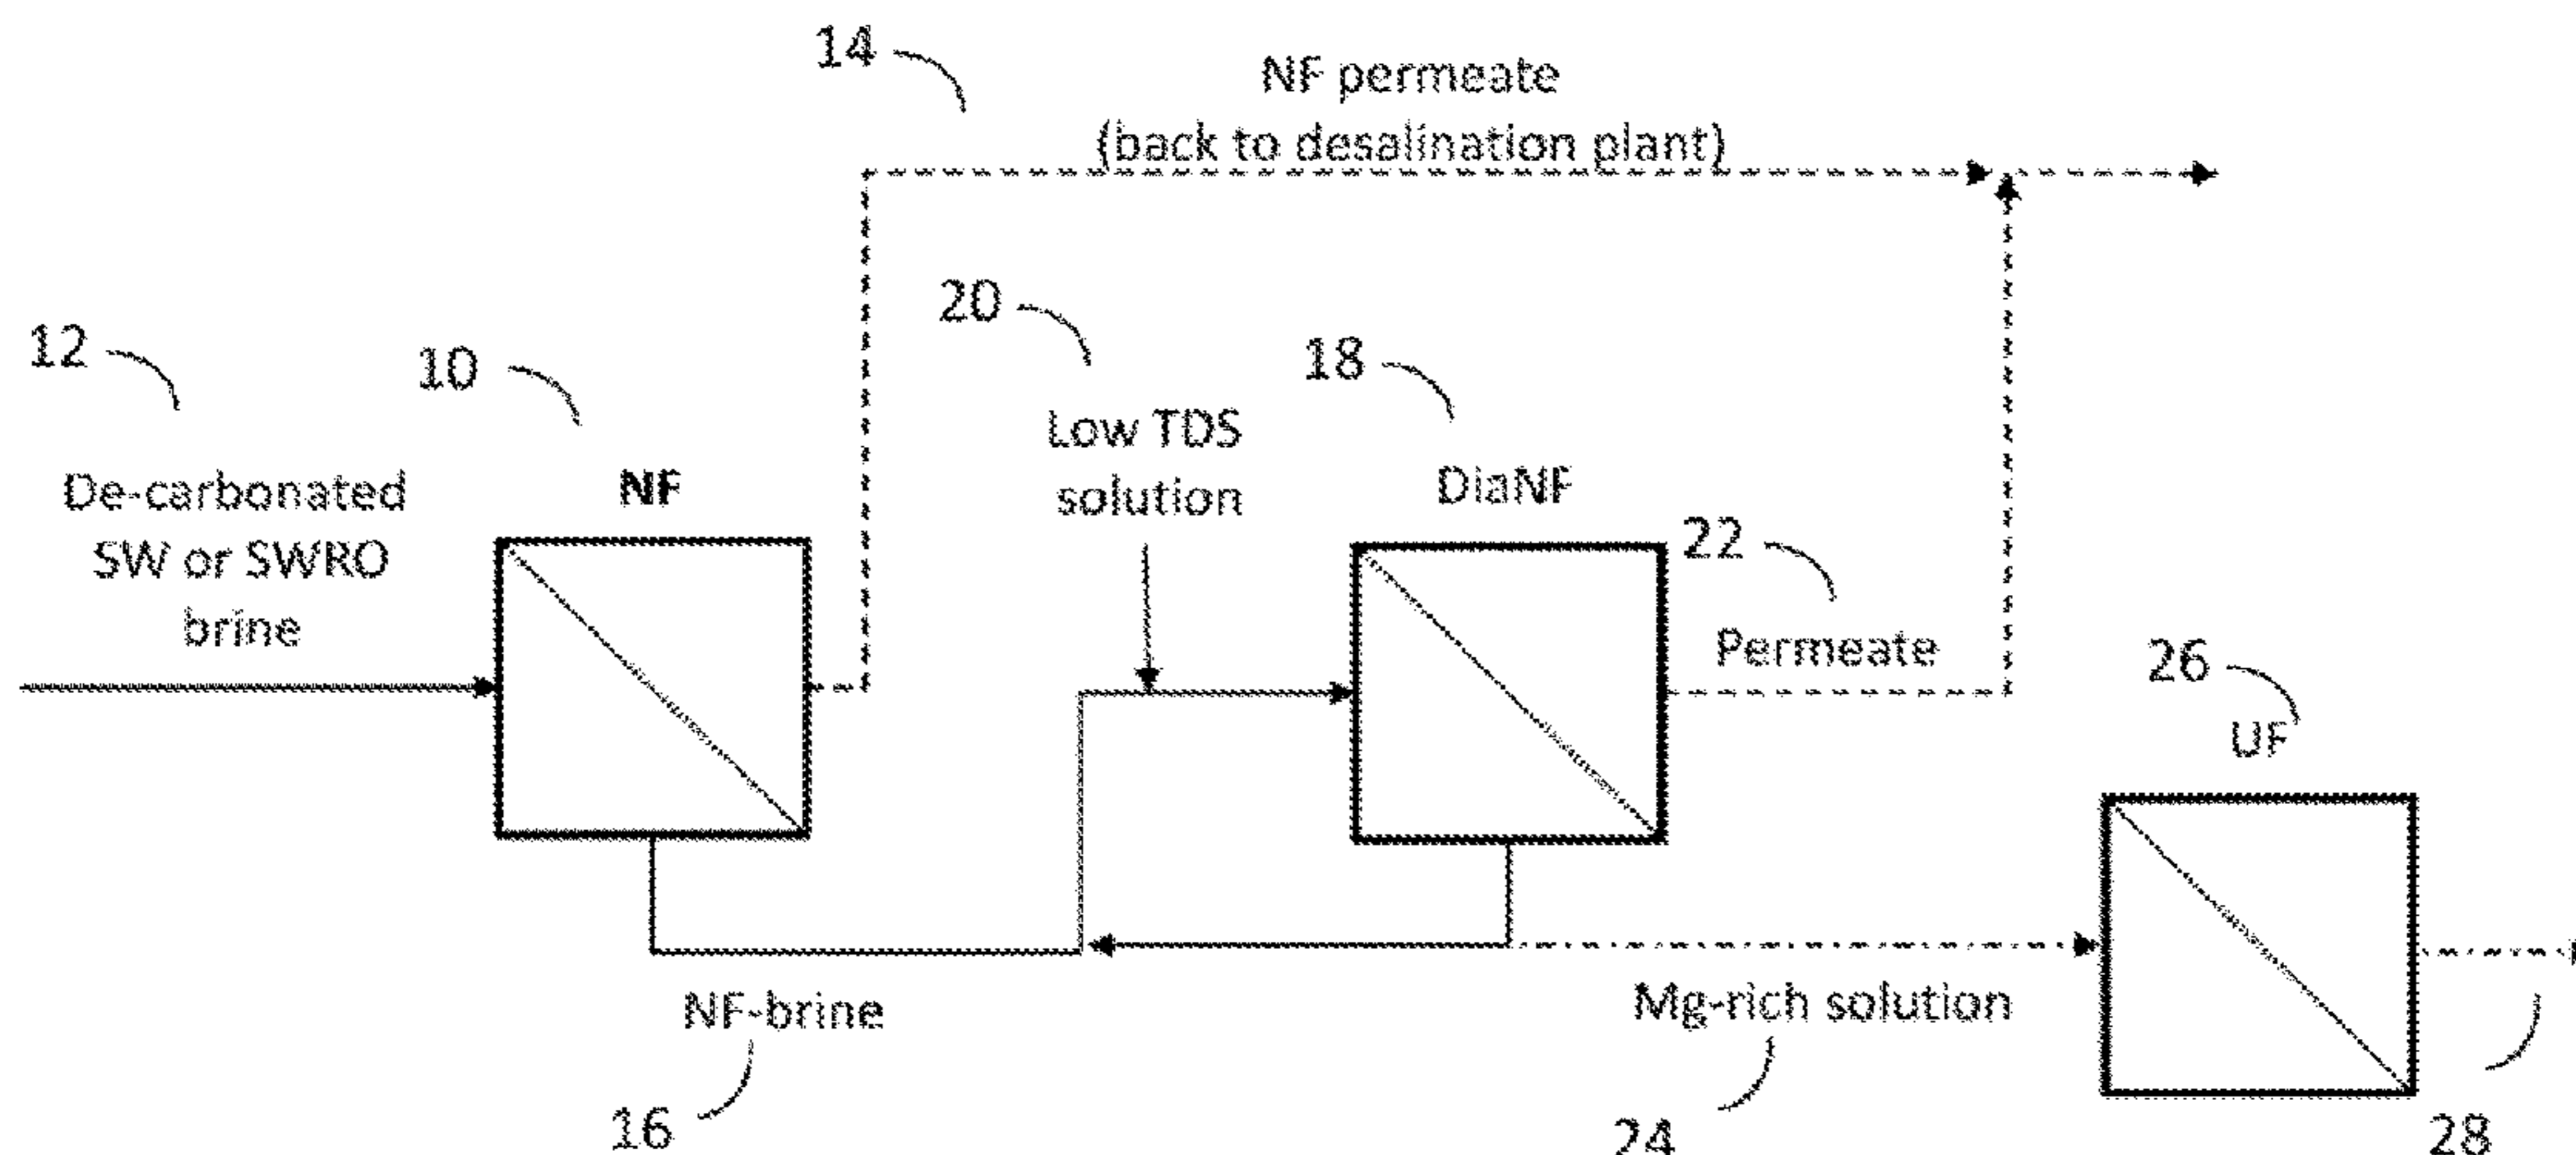 14
NF permeate
(back to desalination plant)
20
12
10
18
Low TDS
solution
De-carbonated
SW or SWRO
brine
NF
DiaNF
22
Permeate
26
UF
NF-brine
Mg-rich solution
16
24
28